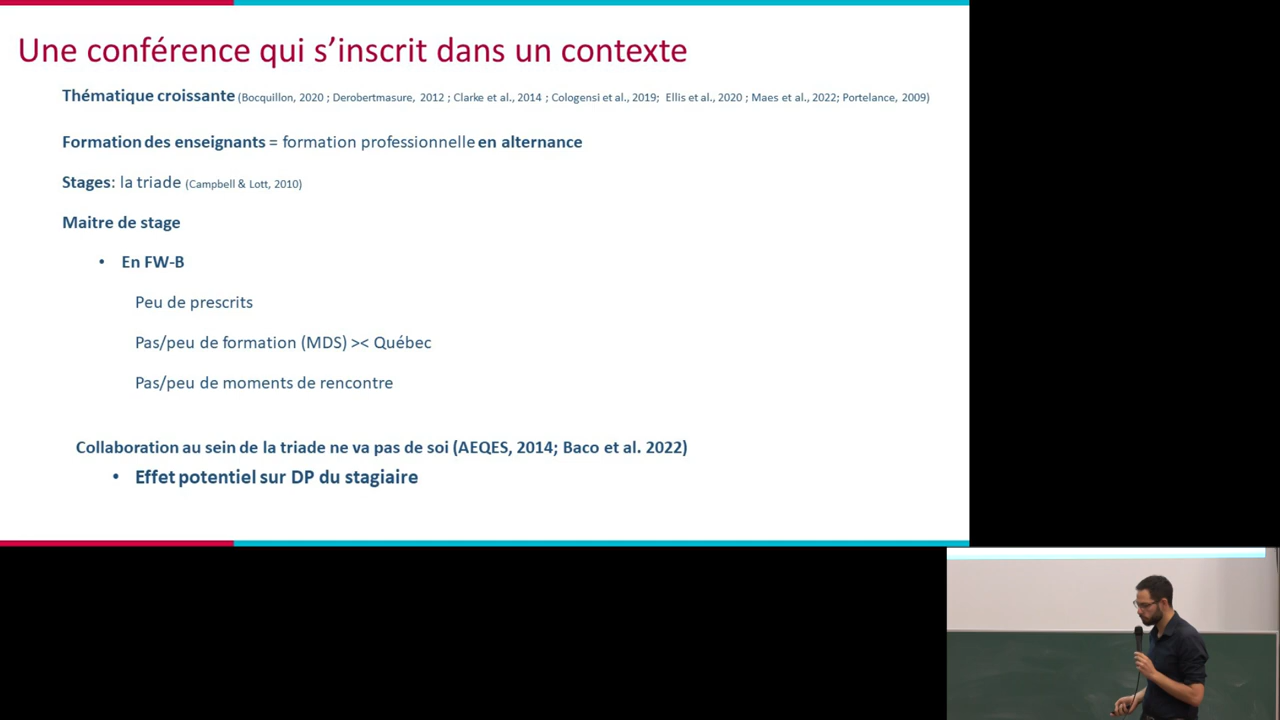 Une conférence qui s'inscrit dans un contexte
Thématique croissante (Bocquillon, 2020 ; Derobertmasure, 2012 ; Clarke et al., 2014 ; Cologensi et al., 2019; Ellis et al., 2020 ; Maes et al., 2022; Portelance, 2009)
Formation des enseignants = formation professionnelle en alternance
Stages: la triade (Campbell & Lott, 2010)
Maitre de stage
• En FW-B
Peu de prescrits
Pas/peu de formation (MDS) >< Québec
Pas/peu de moments de rencontre
Collaboration au sein de la triade ne va pas de soi (AEQES, 2014; Baco et al. 2022)
• Effet potentiel sur DP du stagiaire